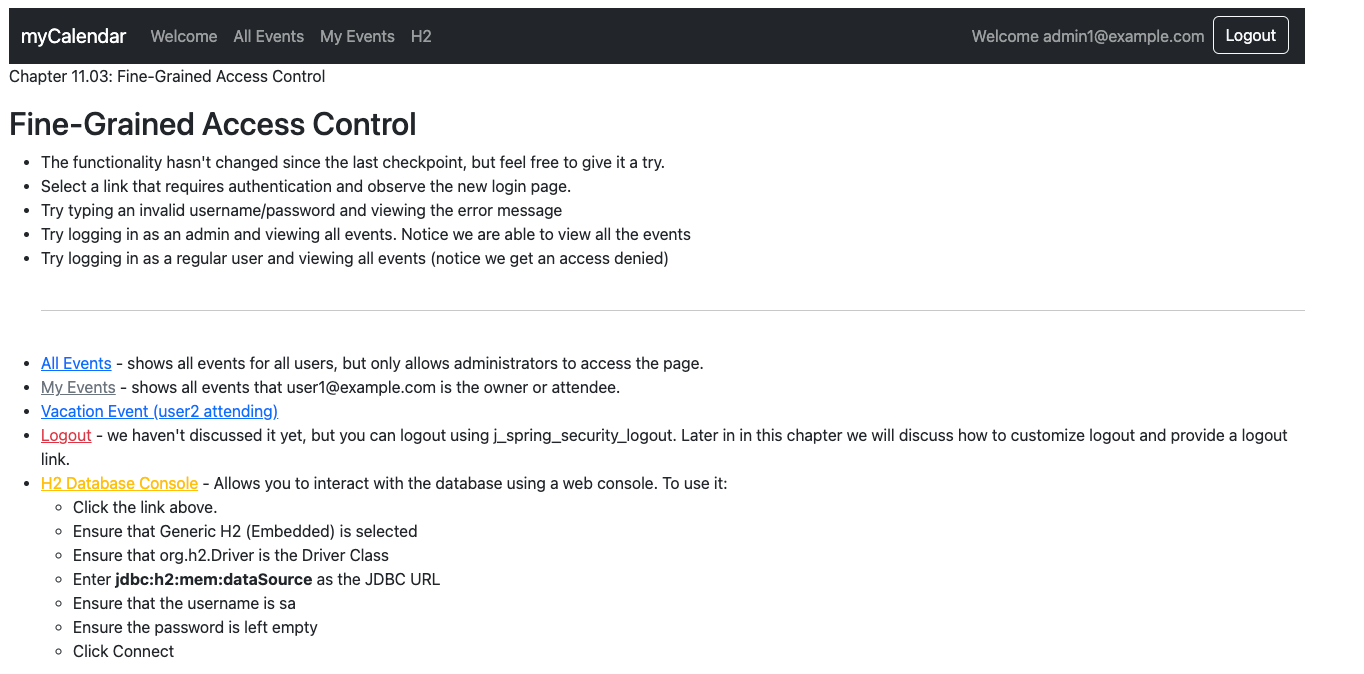 myCalendar Welcome All Events My Events H2 Welcome admin1@example.com Logout
Chapter 11.03: Fine-Grained Access Control
Fine-Grained Access Control
• The functionality hasn't changed since the last checkpoint, but feel free to give it a try.
• Select a link that requires authentication and observe the new login page.
• Try typing an invalid username/password and viewing the error message
• Try logging in as an admin and viewing all events. Notice we are able to view all the events
• Try logging in as a regular user and viewing all events (notice we get an access denied)
• All Events - shows all events for all users, but only allows administrators to access the page.
• My Events - shows all events that user1@example.com is the owner or attendee.
• Vacation Event (user2 attending)
• Logout - we haven't discussed it yet, but you can logout using j_spring_security_logout. Later in in this chapter we will discuss how to customize logout and provide a logout
link.
• H2 Database Console - Allows you to interact with the database using a web console. To use it:
◦ Click the link above.
◦ Ensure that Generic H2 (Embedded) is selected
◦ Ensure that org.h2.Driver is the Driver Class
◦ Enter jdbc:h2:mem:dataSource as the JDBC URL
◦ Ensure that the username is sa
◦ Ensure the password is left empty
◦ Click Connect